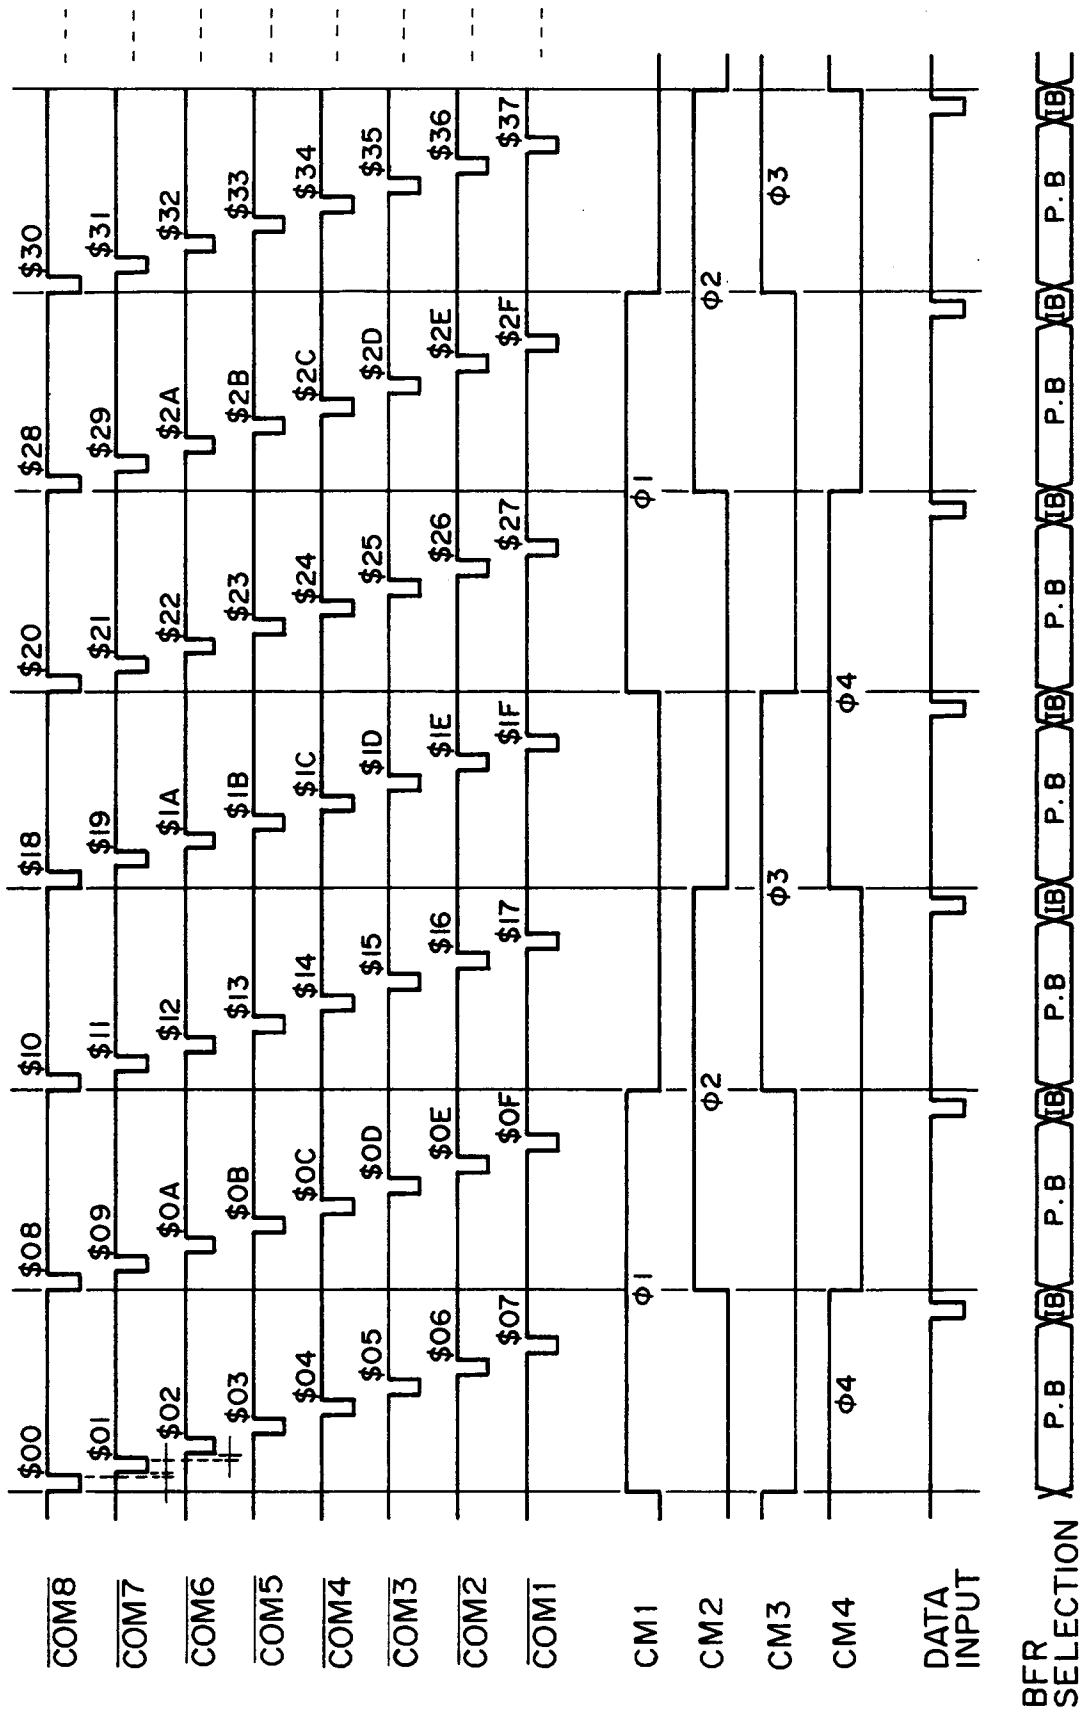 COM8 $00 $08 $10 $18 $20 $28 $30
COM7 $01 $09 $11 $19 $21 $29 $31
COM6 $02 $0A $12 $1A $22 $2A $32
COM5 $03 $0B $13 $1B $23 $2B $33
COM4 $04 $0C $14 $1C $24 $2C $34
COM3 $05 $0D $15 $1D $25 $2D $35
COM2 $06 $0E $16 $1E $26 $2E $36
COM1 $07 $0F $17 $1F $27 $2F $37
CM1 φ1 φ1
CM2 φ2 φ2
CM3 φ3 φ3
CM4 φ4 φ4
DATA
INPUT
BFR
SELECTION P.B IB P.B IB P.B IB P.B IB P.B IB P.B IB P.B IB